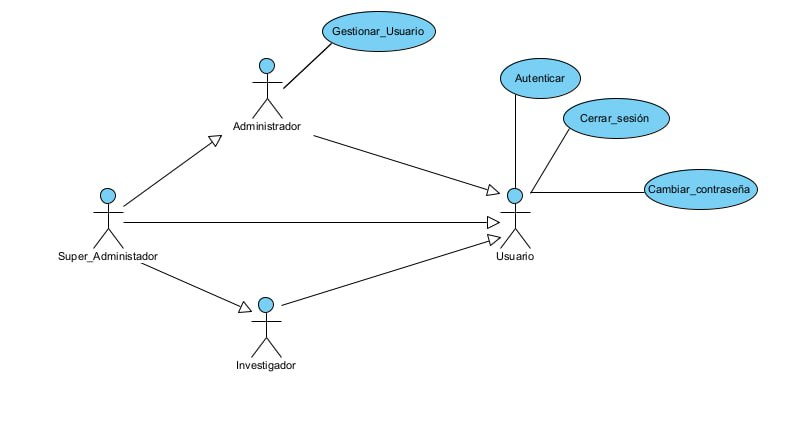 Gestionar_Usuario
Autenticar
Administrador
Cerrar_sesión
Cambiar_contraseña
Super_Administador
Usuario
Investigador